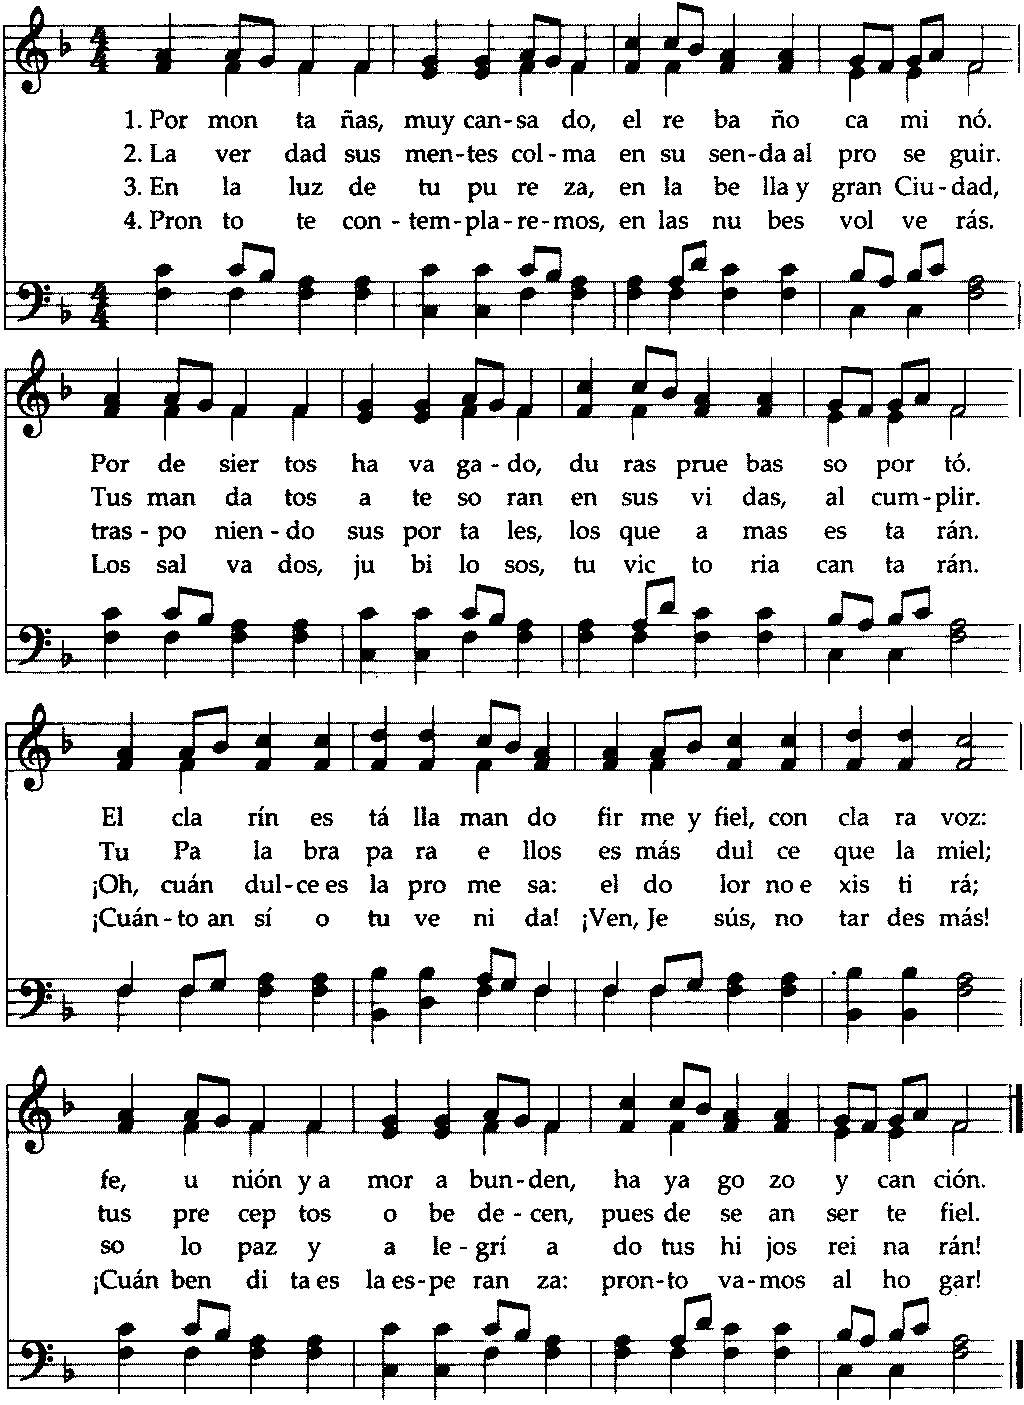 1. Por mon ta ñas, muy can-sa do, el re ba ño ca mi nó.
2. La ver dad sus men-tes col-ma en su sen-da al pro se guir.
3. En la luz de tu pu re za, en la be lla y gran Ciu-dad,
4. Pron to te con-tem-pla-re-mos, en las nu bes vol ve rás.
Por de sier tos ha va ga-do, du ras prue bas so por tó.
Tus man da tos a te so ran en sus vi das, al cum-plir.
tras-po nien-do sus por ta les, los que a mas es ta rán.
Los sal va dos, ju bi lo sos, tu vic to ria can ta rán.
El cla rín es tá lla man do fir me y fiel, con cla ra voz:
Tu Pa la bra pa ra e llos es más dul ce que la miel;
¡Oh, cuán dul-ce es la pro me sa: el do lor no e xis ti rá;
¡Cuán-to an sí o tu ve ni da! ¡Ven, Je sús, no tar des más!
fe, u nión y a mor a bun-den, ha ya go zo y can ción.
tus pre cep tos o be de-cen, pues de se an ser te fiel.
so lo paz y a le-grí a do tus hi jos rei na rán!
¡Cuán ben di ta es la es-pe ran za: pron-to va-mos al ho gar!